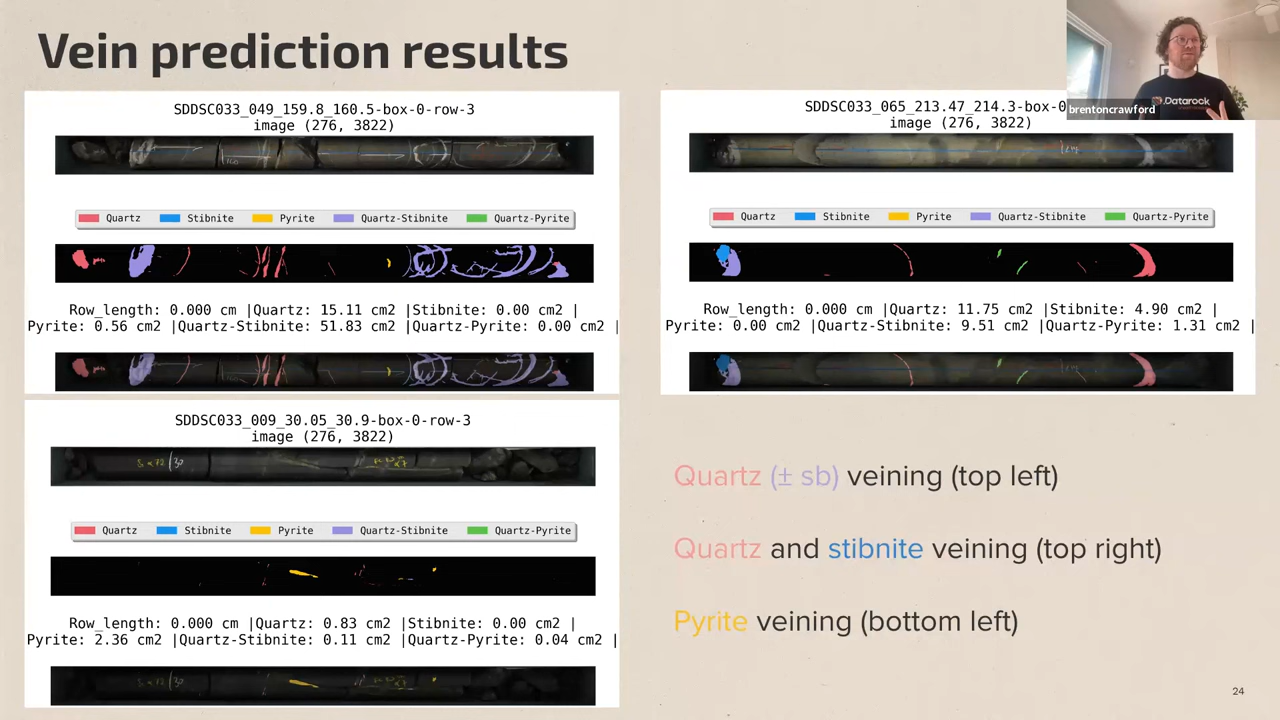 Vein prediction results
brentoncrawford
Datarock
SDDSC033_049_159.8_160.5-box-0-row-3
image (276, 3822)
160
Quartz Stibnite Pyrite Quartz-Stibnite Quartz-Pyrite
Row_length: 0.000 cm |Quartz: 15.11 cm2 |Stibnite: 0.00 cm2 |
Pyrite: 0.56 cm2 |Quartz-Stibnite: 51.83 cm2 |Quartz-Pyrite: 0.00 cm2 |
SDDSC033_065_213.47_214.3-box-0
image (276, 3822)
Quartz Stibnite Pyrite Quartz-Stibnite Quartz-Pyrite
Row_length: 0.000 cm |Quartz: 11.75 cm2 |Stibnite: 4.90 cm2 |
Pyrite: 0.00 cm2 |Quartz-Stibnite: 9.51 cm2 |Quartz-Pyrite: 1.31 cm2 |
SDDSC033_009_30.05_30.9-box-0-row-3
image (276, 3822)
Quartz Stibnite Pyrite Quartz-Stibnite Quartz-Pyrite
Row_length: 0.000 cm |Quartz: 0.83 cm2 |Stibnite: 0.00 cm2 |
Pyrite: 2.36 cm2 |Quartz-Stibnite: 0.11 cm2 |Quartz-Pyrite: 0.04 cm2 |
Quartz (± sb) veining (top left)
Quartz and stibnite veining (top right)
Pyrite veining (bottom left)
24